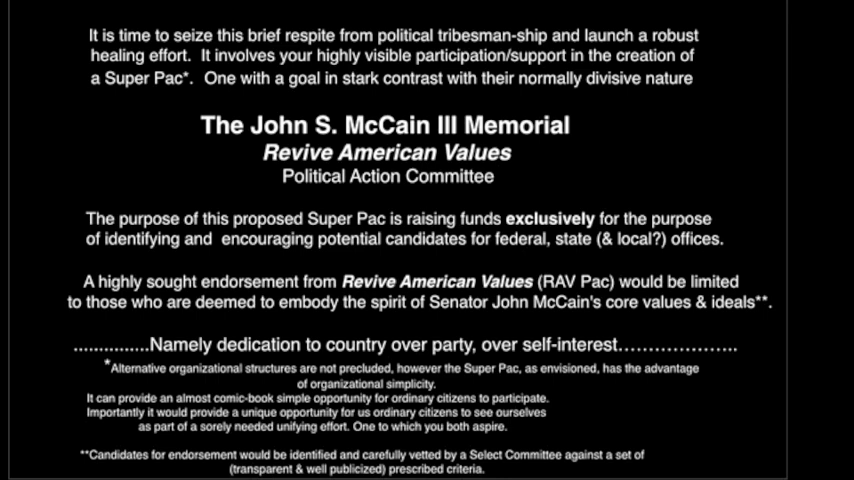 It is time to seize this brief respite from political tribesman-ship and launch a robust
healing effort. It involves your highly visible participation/support in the creation of
a Super Pac*. One with a goal in stark contrast with their normally divisive nature
The John S. McCain III Memorial
Revive American Values
Political Action Committee
The purpose of this proposed Super Pac is raising funds exclusively for the purpose
of identifying and encouraging potential candidates for federal, state (& local?) offices.
A highly sought endorsement from Revive American Values (RAV Pac) would be limited
to those who are deemed to embody the spirit of Senator John McCain's core values & ideals**.
...............Namely dedication to country over party, over self-interest………………..
*Alternative organizational structures are not precluded, however the Super Pac, as envisioned, has the advantage
of organizational simplicity.
It can provide an almost comic-book simple opportunity for ordinary citizens to participate.
Importantly it would provide a unique opportunity for us ordinary citizens to see ourselves
as part of a sorely needed unifying effort. One to which you both aspire.
**Candidates for endorsement would be identified and carefully vetted by a Select Committee against a set of
(transparent & well publicized) prescribed criteria.